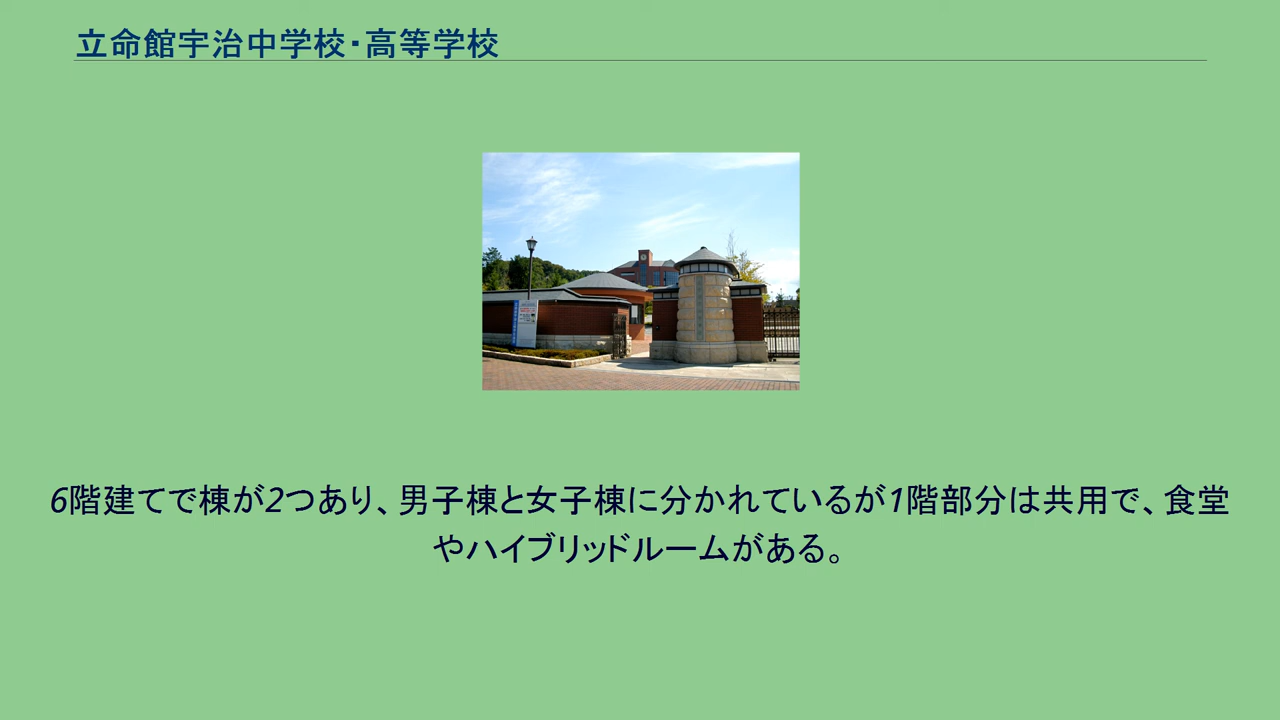 立命館宇治中学校・高等学校
6階建てで棟が2つあり、男子棟と女子棟に分かれているが1階部分は共用で、食堂
やハイブリッドルームがある。